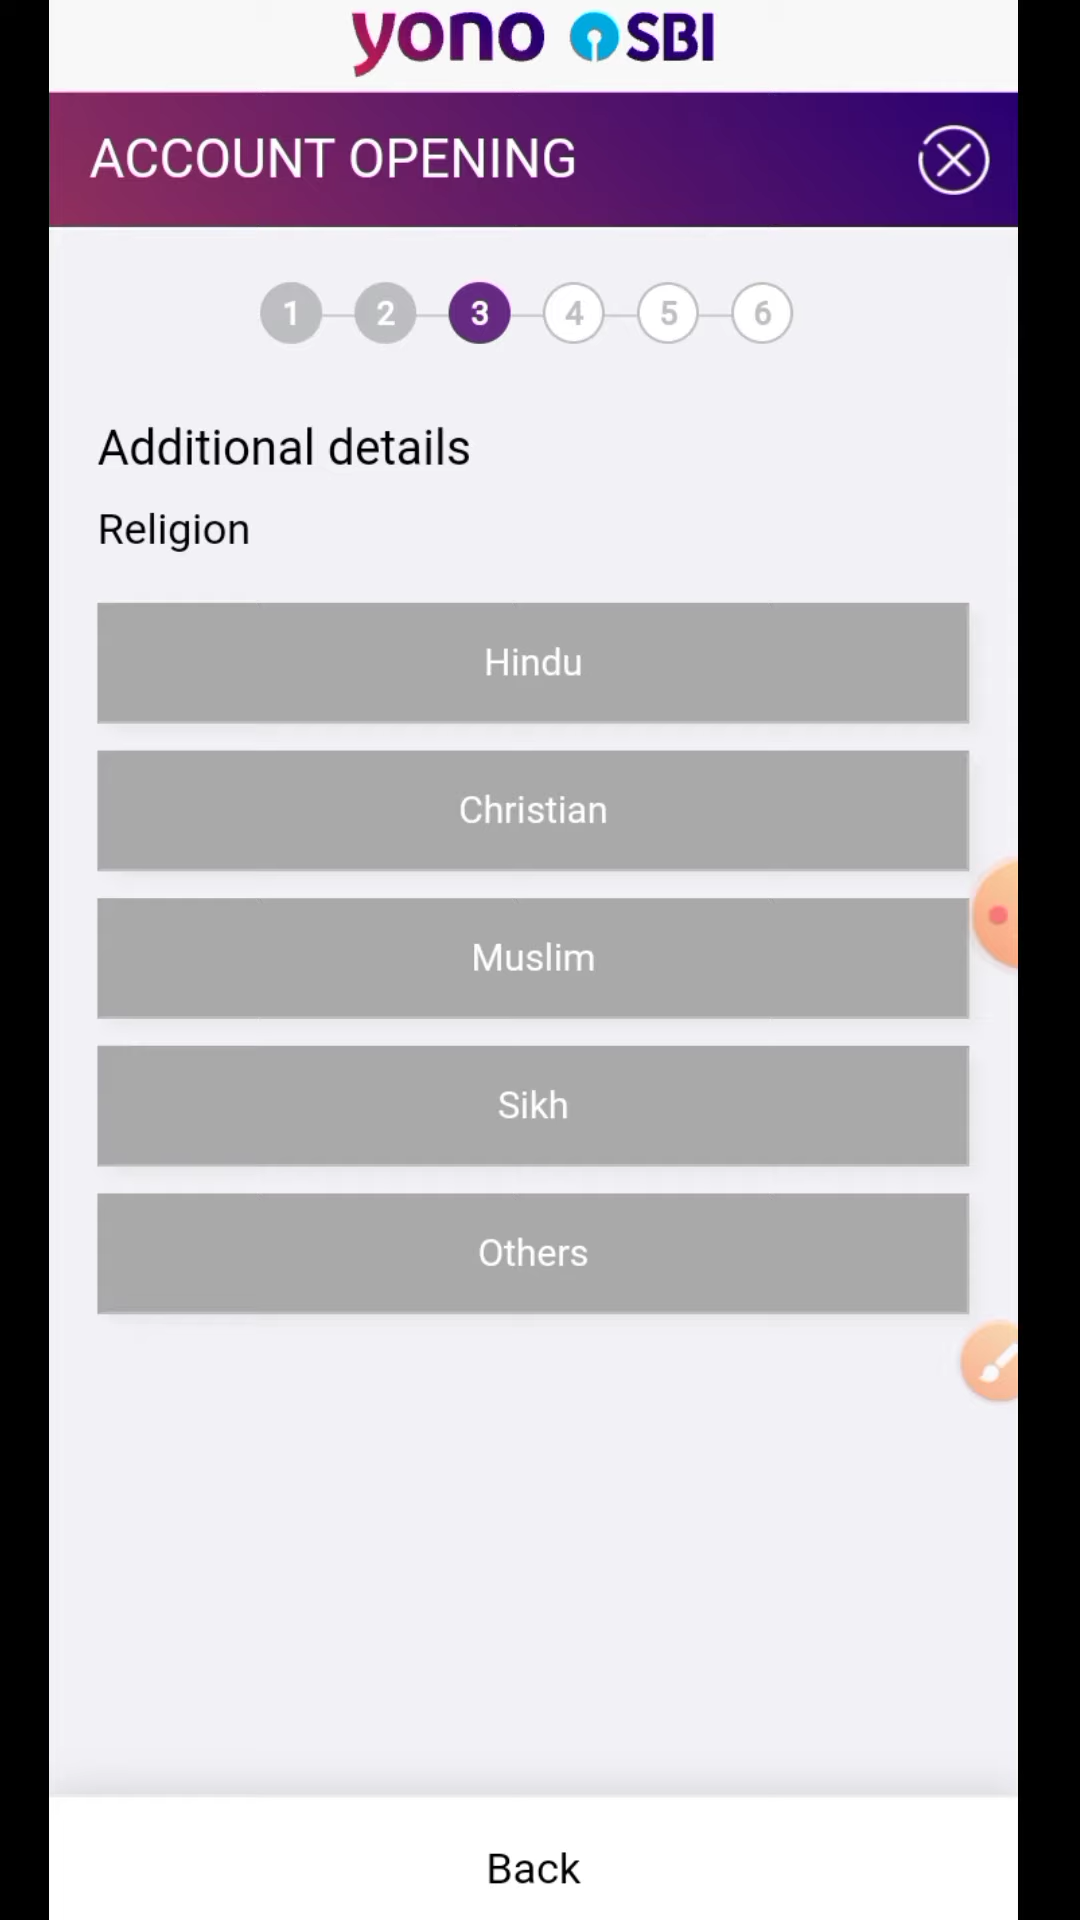 yono SBI
ACCOUNT OPENING
1 2 3 4 5 6
Additional details
Religion
Hindu
Christian
Muslim
Sikh
Others
Back